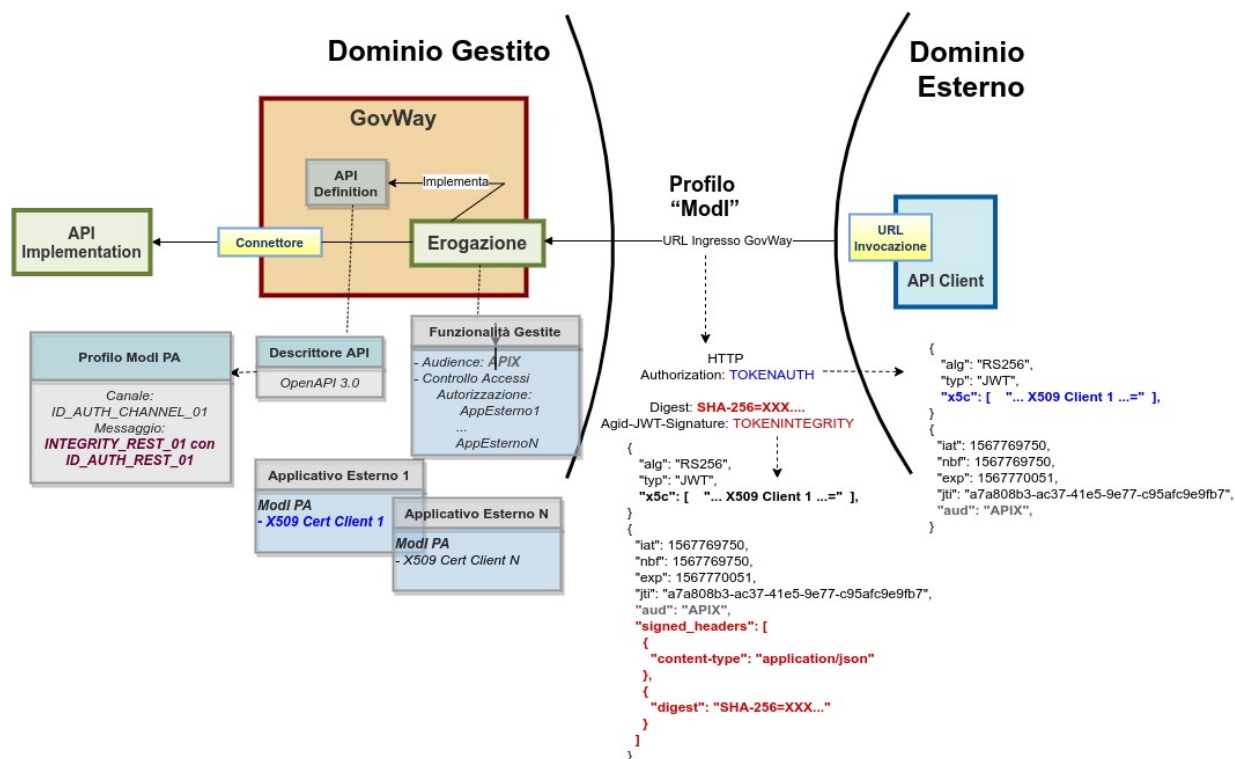 Dominio Gestito
Dominio
Esterno
GovWay
API
Definition
Implementa
Profilo
“ModI”
API
Implementation
Connettore
Erogazione
URL Ingresso GovWay
URL
Invocazione
API Client
Profilo ModI PA
Canale:
ID_AUTH_CHANNEL_01
Messaggio:
INTEGRITY_REST_01 con
ID_AUTH_REST_01
Descrittore API
OpenAPI 3.0
Funzionalità Gestite
- Audience: APIX
- Controllo Accessi
Autorizzazione:
AppEsterno1
...
AppEsternoN
Applicativo Esterno 1
ModI PA
- X509 Cert Client 1
Applicativo Esterno N
ModI PA
- X509 Cert Client N
HTTP
Authorization: TOKENAUTH
Digest: SHA-256=XXX....
Agid-JWT-Signature: TOKENINTEGRITY
{
"alg": "RS256",
"typ": "JWT",
"x5c": [ "... X509 Client 1 ...=" ],
}
{
"iat": 1567769750,
"nbf": 1567769750,
"exp": 1567770051,
"jti": "a7a808b3-ac37-41e5-9e77-c95afc9e9fb7",
"aud": "APIX",
"signed_headers": [
{
"content-type": "application/json"
},
{
"digest": "SHA-256=XXX..."
}
]
}
{
"alg": "RS256",
"typ": "JWT",
"x5c": [ "... X509 Client 1 ...=" ],
}
{
"iat": 1567769750,
"nbf": 1567769750,
"exp": 1567770051,
"jti": "a7a808b3-ac37-41e5-9e77-c95afc9e9fb7",
"aud": "APIX",
}